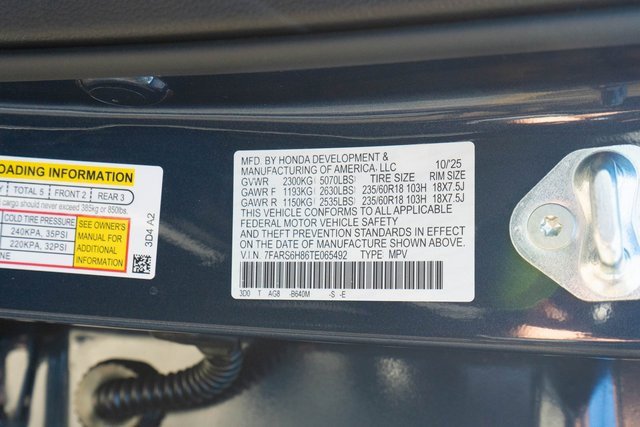 OADING INFORMATION
Y TOTAL 5 FRONT 2 REAR 3
cargo should never exceed 385kg or 850lbs.
COLD TIRE PRESSURE
240KPA, 35PSI
220KPA, 32PSI
SEE OWNER'S
MANUAL FOR
ADDITIONAL
INFORMATION
3D4 A2
MFD. BY HONDA DEVELOPMENT &
MANUFACTURING OF AMERICA, LLC 10/'25
GVWR 2300KG 5070LBS TIRE SIZE RIM SIZE
GAWR F 1193KG 2630LBS 235/60R18 103H 18X7.5J
GAWR R 1150KG 2535LBS 235/60R18 103H 18X7.5J
THIS VEHICLE CONFORMS TO ALL APPLICABLE
FEDERAL MOTOR VEHICLE SAFETY
AND THEFT PREVENTION STANDARDS IN EFFECT
ON THE DATE OF MANUFACTURE SHOWN ABOVE.
V.I.N. 7FARS6H86TE065492 TYPE MPV
3D0 T AG8 -B640M -S -E